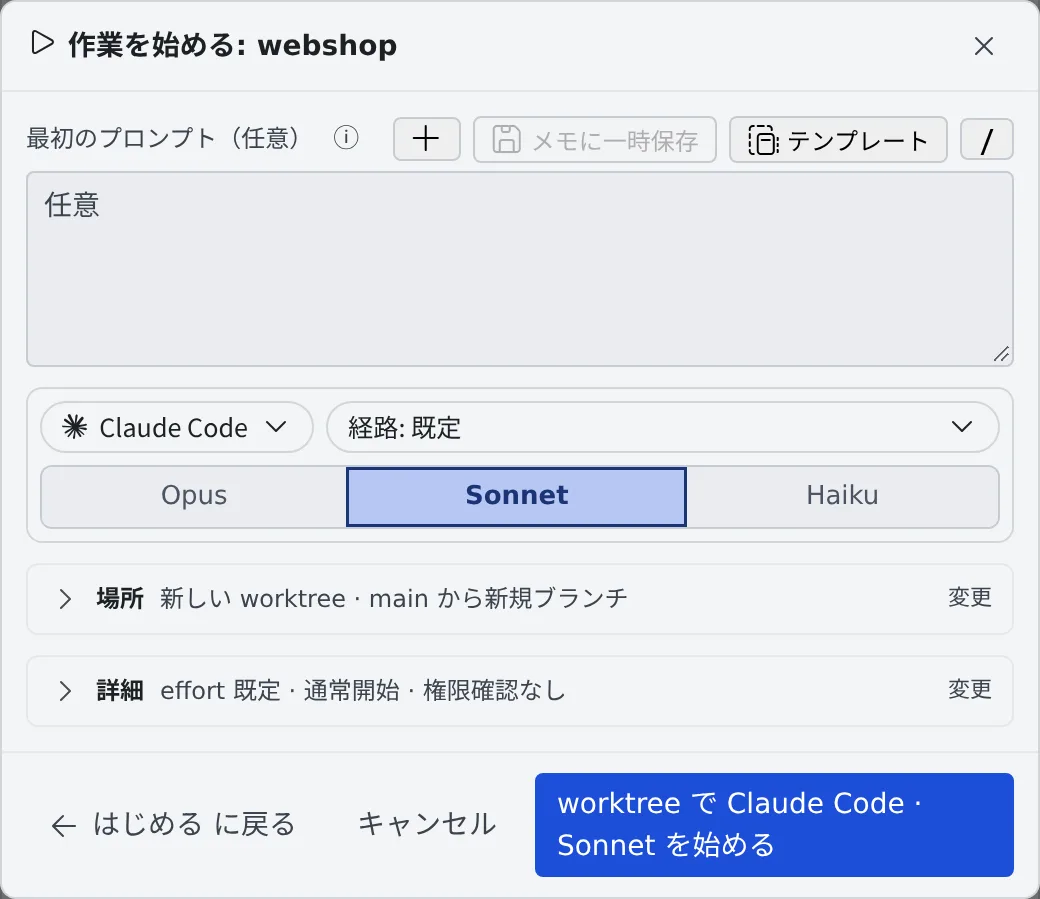 作業を始める: webshop
最初のプロンプト（任意） メモに一時保存 テンプレート /
任意
Claude Code 経路: 既定
Opus Sonnet Haiku
場所 新しい worktree · main から新規ブランチ 変更
詳細 effort 既定 · 通常開始 · 権限確認なし 変更
← はじめる に戻る キャンセル
worktree で Claude Code ·
Sonnet を始める